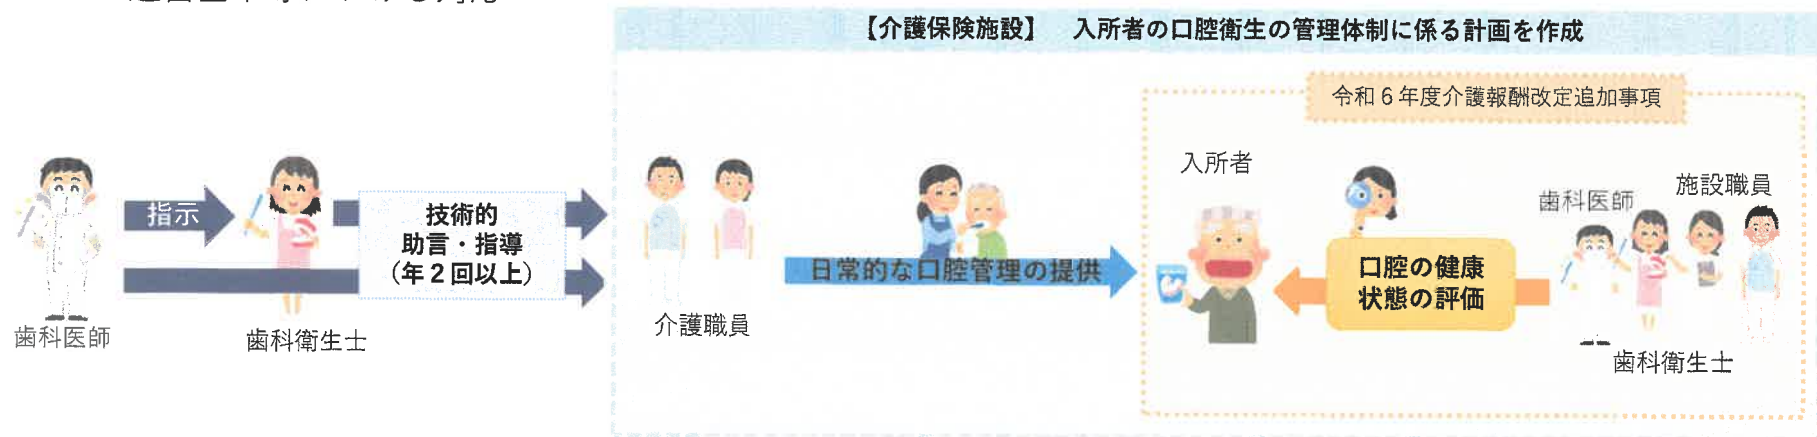 【介護保険施設】 入所者の口腔衛生の管理体制に係る計画を作成
令和6年度介護報酬改定追加事項
指示
技術的
助言・指導
(年2回以上)
歯科医師
歯科衛生士
介護職員
日常的な口腔管理の提供
入所者
口腔の健康
状態の評価
歯科医師
施設職員
歯科衛生士